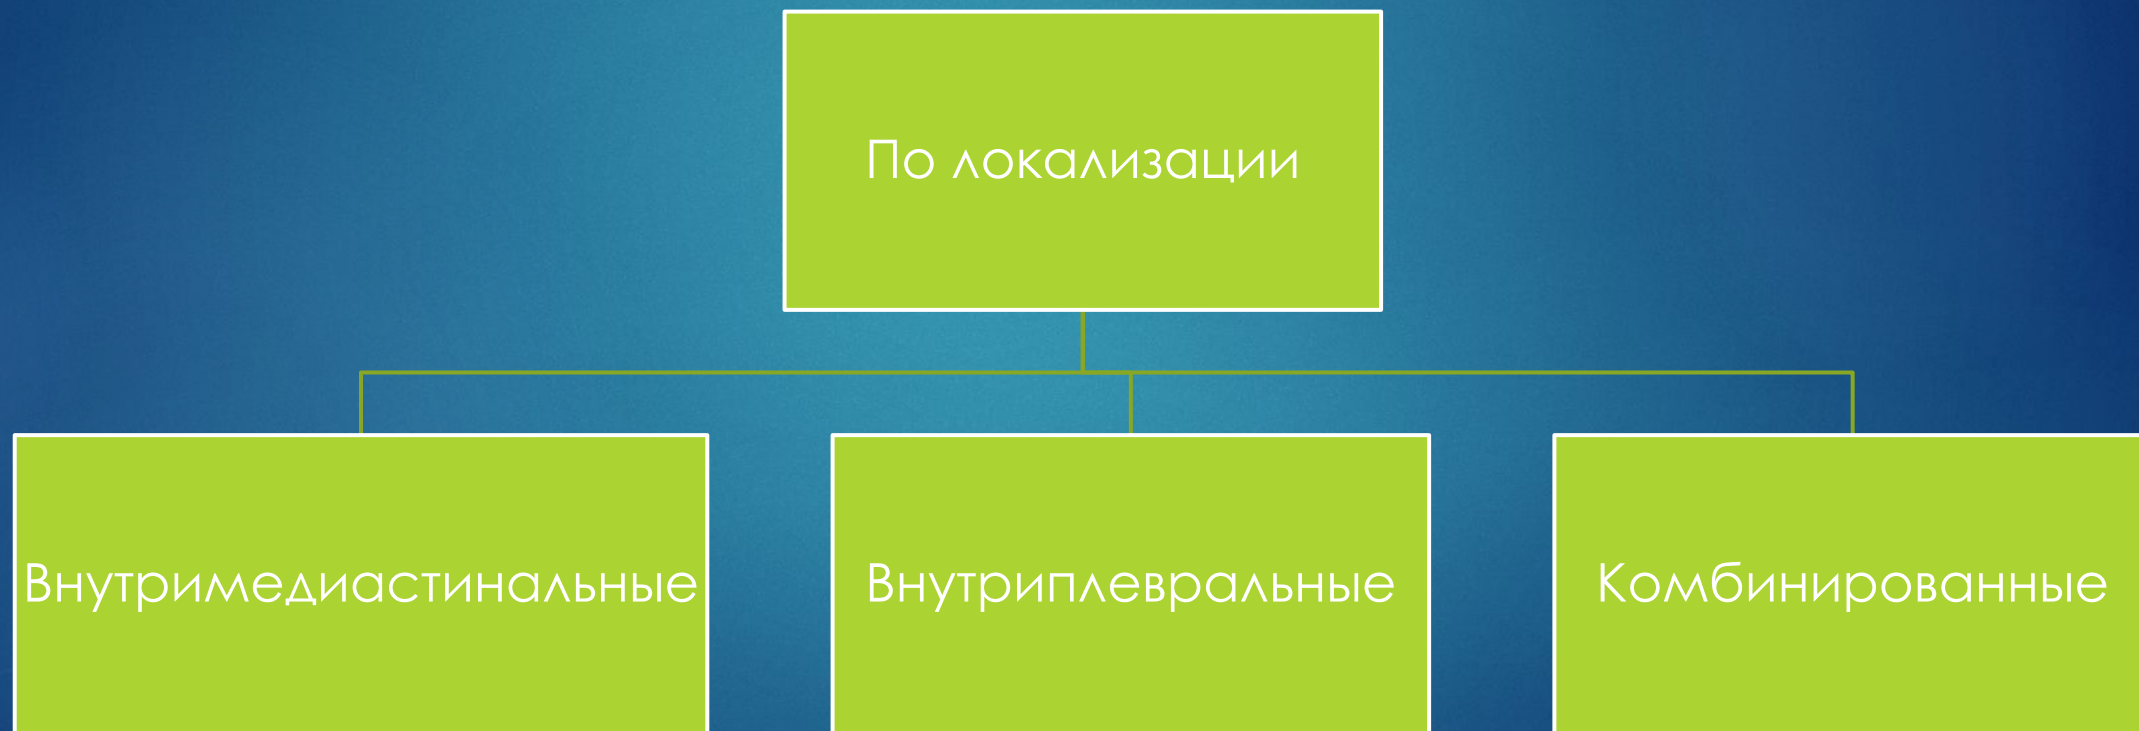 По локализации
Внутримедиастинальные
Внутриплевральные
Комбинированные